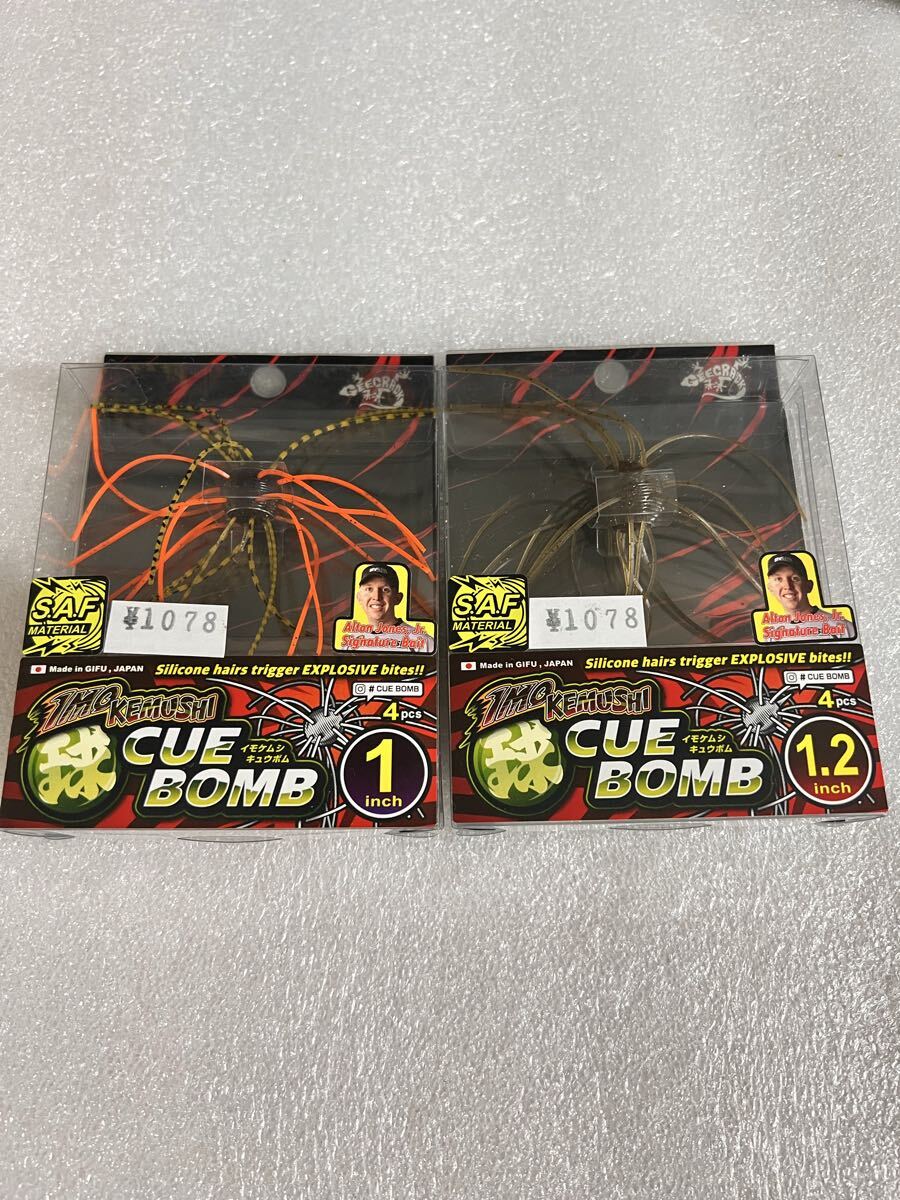 GEECRACK
S.A.F
MATERIAL
¥1078
Alton Jones, Jr.
Signature Bait
Made in GIFU , JAPAN
Silicone hairs trigger EXPLOSIVE bites!!
# CUE BOMB
IMO KEMUSHI
4 pcs
球
CUE
BOMB
イモケムシ
キュウボム
1
inch
GEECRACK
S.A.F
MATERIAL
¥1078
Alton Jones, Jr.
Signature Bait
Made in GIFU , JAPAN
Silicone hairs trigger EXPLOSIVE bites!!
# CUE BOMB
IMO KEMUSHI
4 pcs
球
CUE
BOMB
イモケムシ
キュウボム
1.2
inch